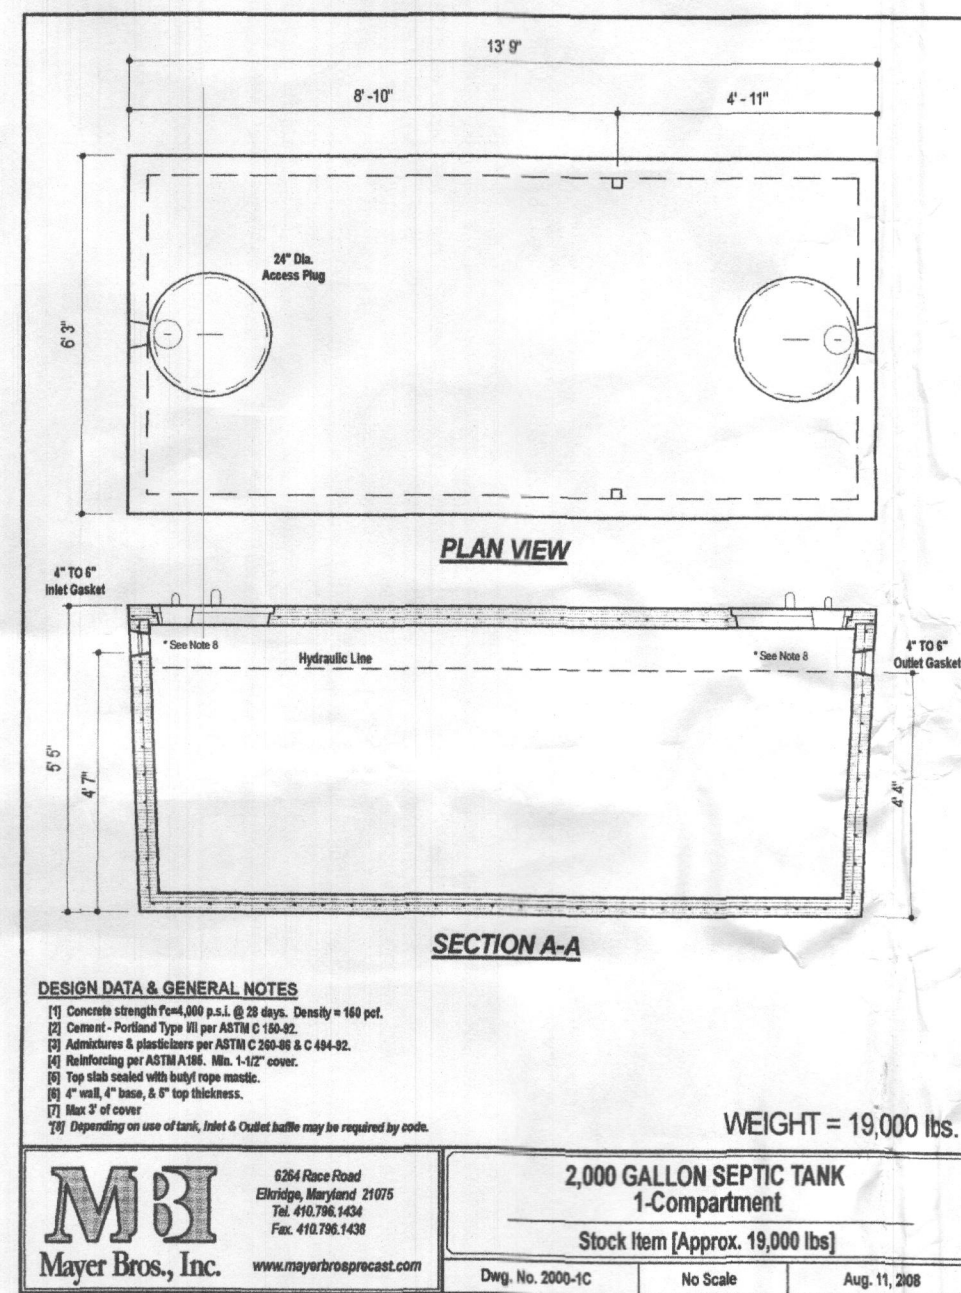 13' 9"
8' -10"
4' - 11"
24" Dia.
Access Plug
6' 3"
PLAN VIEW
4" TO 6"
Inlet Gasket
* See Note 8
Hydraulic Line
* See Note 8
4" TO 6"
Outlet Gasket
5' 5"
4' 7"
4' 4"
SECTION A-A
DESIGN DATA & GENERAL NOTES
[1] Concrete strength f'c=4,000 p.s.i. @ 28 days. Density = 150 pcf.
[2] Cement - Portland Type I/II per ASTM C 150-92.
[3] Admixtures & plasticizers per ASTM C 260-86 & C 494-92.
[4] Reinforcing per ASTM A185. Min. 1-1/2" cover.
[5] Top slab sealed with butyl rope mastic.
[6] 4" wall, 4" base, & 5" top thickness.
[7] Max 3' of cover
*[8] Depending on use of tank, Inlet & Outlet baffle may be required by code.
WEIGHT = 19,000 lbs.
MBI
Mayer Bros., Inc.
6264 Race Road
Elkridge, Maryland 21075
Tel. 410.796.1434
Fax. 410.796.1438
www.mayerbrosprecast.com
2,000 GALLON SEPTIC TANK
1-Compartment
Stock Item [Approx. 19,000 lbs]
Dwg. No. 2000-1C
No Scale
Aug. 11, 2008